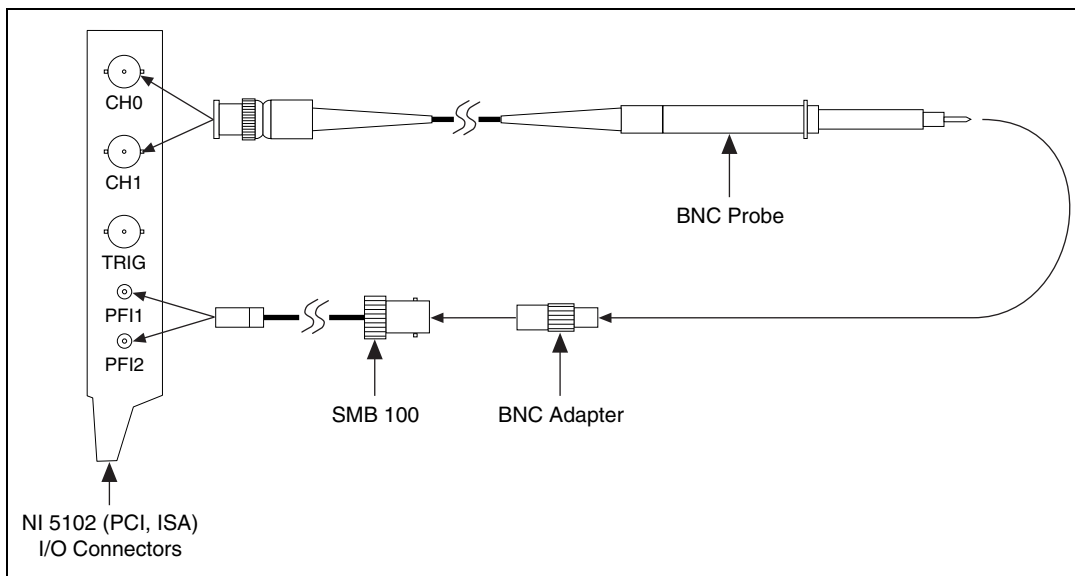 CH0
CH1
TRIG
PFI1
PFI2
BNC Probe
SMB 100
BNC Adapter
NI 5102 (PCI, ISA)
I/O Connectors